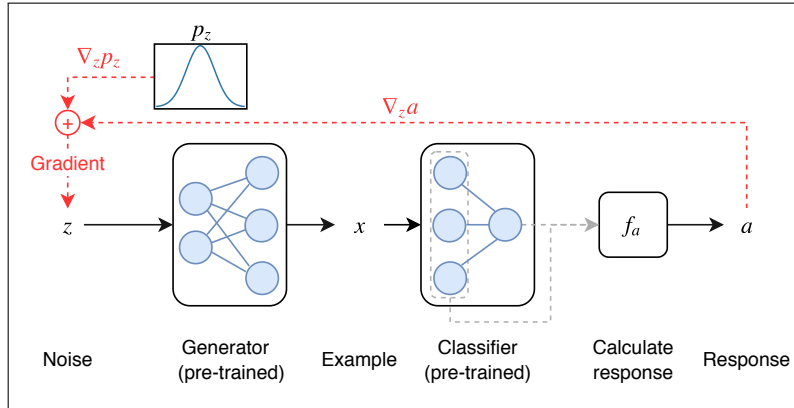 p_z
∇_z p_z
∇_z a
+
Gradient
z
x
f_a
a
Noise
Generator
(pre-trained)
Example
Classifier
(pre-trained)
Calculate
response
Response